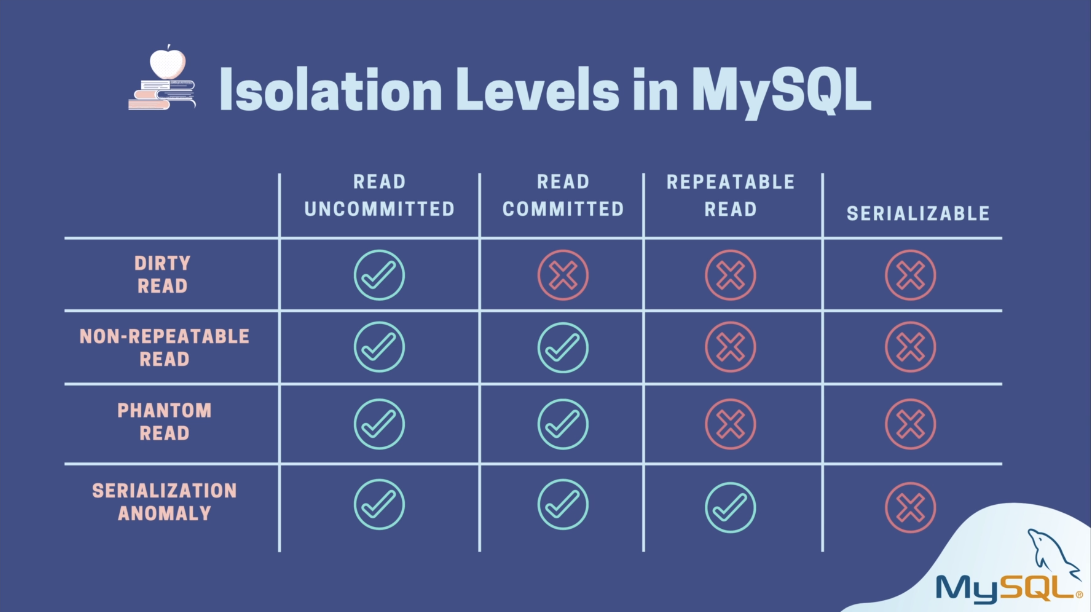 Isolation Levels in MySQL
READ
UNCOMMITTED
READ
COMMITTED
REPEATABLE
READ
SERIALIZABLE
DIRTY
READ
NON-REPEATABLE
READ
PHANTOM
READ
SERIALIZATION
ANOMALY
MySQL®